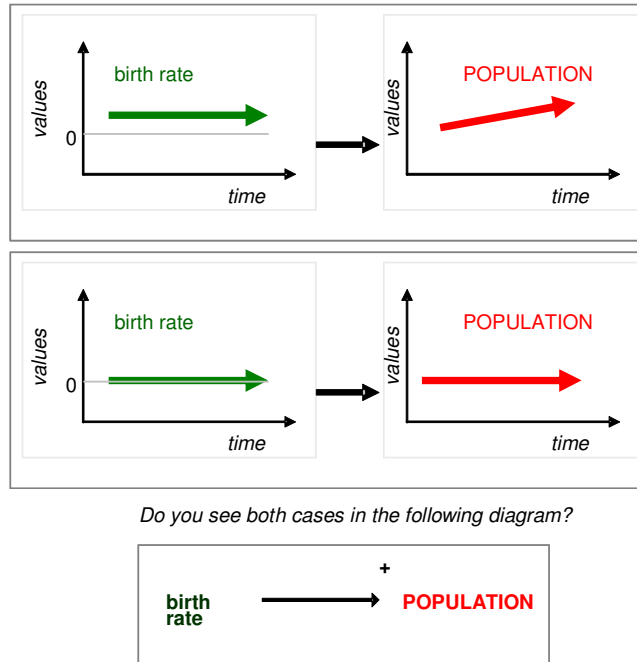 birth rate
values
0
time
POPULATION
values
time
birth rate
values
0
time
POPULATION
values
time
Do you see both cases in the following diagram?
+
birth
rate
POPULATION